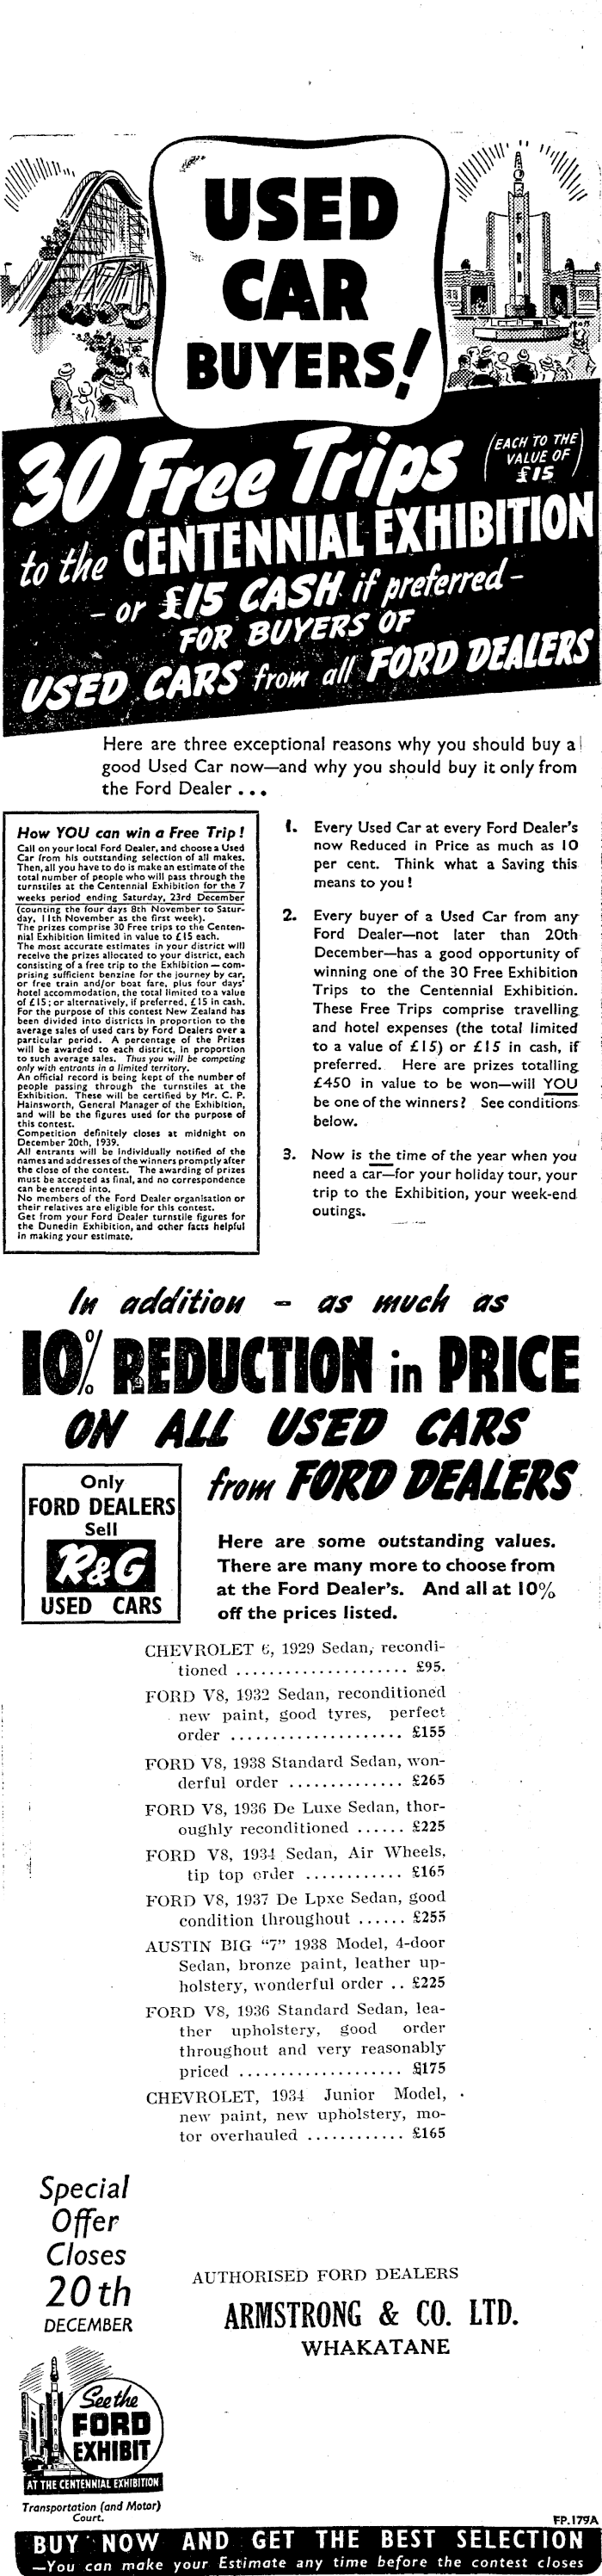 USED
CAR
BUYERS!
FORD
30 Free Trips
(EACH TO THE
VALUE OF
£15)
to the CENTENNIAL EXHIBITION
- or £15 CASH if preferred -
FOR BUYERS OF
USED CARS from all FORD DEALERS
Here are three exceptional reasons why you should buy a
good Used Car now—and why you should buy it only from
the Ford Dealer ...
How YOU can win a Free Trip!
Call on your local Ford Dealer, and choose a Used
Car from his outstanding selection of all makes.
Then, all you have to do is make an estimate of the
total number of people who will pass through the
turnstiles at the Centennial Exhibition for the 7
weeks period ending Saturday, 23rd December
(counting the four days 8th November to Satur-
day, 11th November as the first week).
The prizes comprise 30 Free trips to the Centen-
nial Exhibition limited in value to £15 each.
The most accurate estimates in your district will
receive the prizes allocated to your district, each
consisting of a free trip to the Exhibition — com-
prising sufficient benzine for the journey by car,
or free train and/or boat fare, plus four days'
hotel accomodation, the total limited to a value
of £15; or alternatively, if preferred, £15 in cash.
For the purpose of this contest New Zealand has
been divided into districts in proportion to the
average sales of used cars by Ford Dealers over a
particular period. A percentage of the Prizes
will be awarded to each district, in proportion
to such average sales. Thus you will be competing
only with entrants in a limited territory.
An official record is being kept of the number of
people passing through the turnstiles at the
Exhibition. These will be certified by Mr. C. P.
Hainsworth, General Manager of the Exhibition,
and will be the figures used for the purpose of
this contest.
Competition definitely closes at midnight on
December 20th, 1939.
All entrants will be individually notified of the
names and addresses of the winners promptly after
the close of the contest. The awarding of prizes
must be accepted as final, and no correspondence
can be entered into.
No members of the Ford Dealer organisation or
their relatives are eligible for this contest.
Get from your Ford Dealer turnstile figures for
the Dunedin Exhibition, and other facts helpful
in making your estimate.
1. Every Used Car at every Ford Dealer's
now Reduced in Price as much as 10
per cent. Think what a Saving this
means to you!
2. Every buyer of a Used Car from any
Ford Dealer—not later than 20th
December—has a good opportunity of
winning one of the 30 Free Exhibition
Trips to the Centennial Exhibition.
These Free Trips comprise travelling
and hotel expenses (the total limited
to a value of £15) or £15 in cash, if
preferred. Here are prizes totalling
£450 in value to be won—will YOU
be one of the winners? See conditions
below.
3. Now is the time of the year when you
need a car—for your holiday tour, your
trip to the Exhibition, your week-end
outings.
In addition - as much as
10% REDUCTION in PRICE
ON ALL USED CARS
from FORD DEALERS
Only
FORD DEALERS
Sell
R&G
USED CARS
Here are some outstanding values.
There are many more to choose from
at the Ford Dealer's. And all at 10%
off the prices listed.
CHEVROLET 6, 1929 Sedan, recondi-
tioned ..................... £95.
FORD V8, 1932 Sedan, reconditioned
new paint, good tyres, perfect
order ..................... £155
FORD V8, 1938 Standard Sedan, won-
derful order .............. £265
FORD V8, 1936 De Luxe Sedan, thor-
oughly reconditioned ...... £225
FORD V8, 1934 Sedan, Air Wheels,
tip top order ............ £165
FORD V8, 1937 De Lpxe Sedan, good
condition throughout ...... £255
AUSTIN BIG "7" 1938 Model, 4-door
Sedan, bronze paint, leather up-
holstery, wonderful order .. £225
FORD V8, 1936 Standard Sedan, lea-
ther upholstery, good order
throughout and very reasonably
priced .................... £175
CHEVROLET, 1934 Junior Model,
new paint, new upholstery, mo-
tor overhauled ............ £165
Special
Offer
Closes
20th
DECEMBER
AUTHORISED FORD DEALERS
ARMSTRONG & CO. LTD.
WHAKATANE
FORD
See the
FORD
EXHIBIT
AT THE CENTENNIAL EXHIBITION
Transportation (and Motor)
Court.
FP.179A
BUY NOW AND GET THE BEST SELECTION
—You can make your Estimate any time before the contest closes